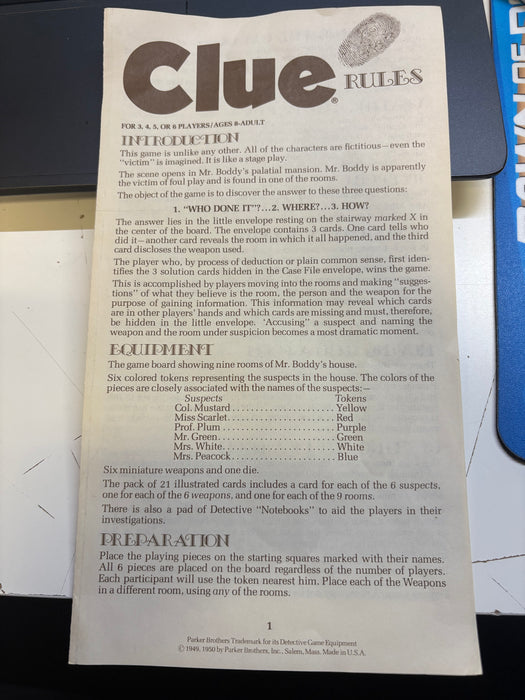 Clue®
RULES
FOR 3, 4, 5, OR 6 PLAYERS/AGES 8-ADULT
INTRODUCTION
This game is unlike any other. All of the characters are fictitious—even the
"victim" is imagined. It is like a stage play.
The scene opens in Mr. Boddy's palatial mansion. Mr. Boddy is apparently
the victim of foul play and is found in one of the rooms.
The object of the game is to discover the answer to these three questions:
1. "WHO DONE IT"?...2. WHERE?...3. HOW?
The answer lies in the little envelope resting on the stairway marked X in
the center of the board. The envelope contains 3 cards. One card tells who
did it—another card reveals the room in which it all happened, and the third
card discloses the weapon used.
The player who, by process of deduction or plain common sense, first iden-
tifies the 3 solution cards hidden in the Case File envelope, wins the game.
This is accomplished by players moving into the rooms and making "sugges-
tions" of what they believe is the room, the person and the weapon for the
purpose of gaining information. This information may reveal which cards
are in other players' hands and which cards are missing and must, therefore,
be hidden in the little envelope. 'Accusing" a suspect and naming the
weapon and the room under suspicion becomes a most dramatic moment.
EQUIPMENT
The game board showing nine rooms of Mr. Boddy's house.
Six colored tokens representing the suspects in the house. The colors of the
pieces are closely associated with the names of the suspects:—
Suspects Tokens
Col. Mustard.....................Yellow
Miss Scarlet.....................Red
Prof. Plum.....................Purple
Mr. Green.....................Green
Mrs. White.....................White
Mrs. Peacock.....................Blue
Six miniature weapons and one die.
The pack of 21 illustrated cards includes a card for each of the 6 suspects,
one for each of the 6 weapons, and one for each of the 9 rooms.
There is also a pad of Detective "Notebooks" to aid the players in their
investigations.
PREPARATION
Place the playing pieces on the starting squares marked with their names.
All 6 pieces are placed on the board regardless of the number of players.
Each participant will use the token nearest him. Place each of the Weapons
in a different room, using any of the rooms.
1
Parker Brothers Trademark for its Detective Game Equipment
© 1949, 1950 by Parker Brothers, Inc., Salem, Mass. Made in U.S.A.